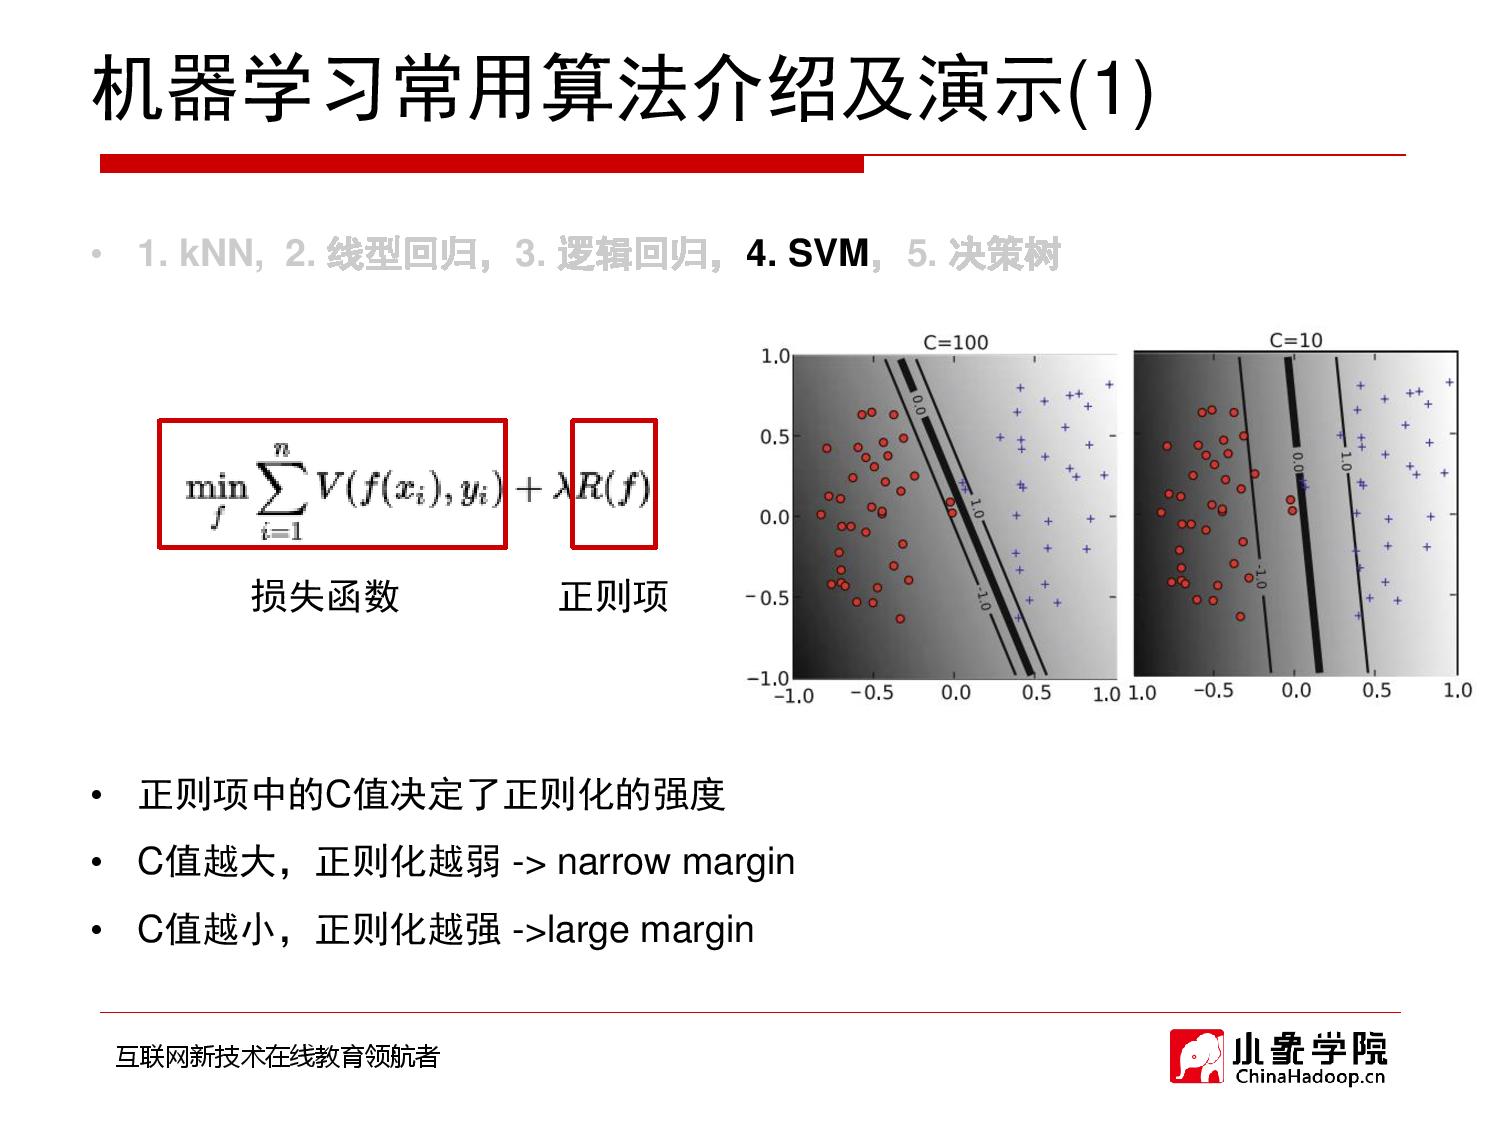 机器学习常用算法介绍及演示(1)
• 1. kNN, 2. 线型回归，3. 逻辑回归，4. SVM，5. 决策树
min_f ∑_{i=1}^{n} V(f(x_i), y_i) + λR(f)
损失函数 正则项
C=100
1.0
0.5
0.0
−0.5
−1.0
−1.0 −0.5 0.0 0.5 1.0
0.0
1.0
-1.0
C=10
1.0 −0.5 0.0 0.5 1.0
0.0
1.0
-1.0
• 正则项中的C值决定了正则化的强度
• C值越大，正则化越弱 -> narrow margin
• C值越小，正则化越强 ->large margin
互联网新技术在线教育领航者
小象学院
ChinaHadoop.cn